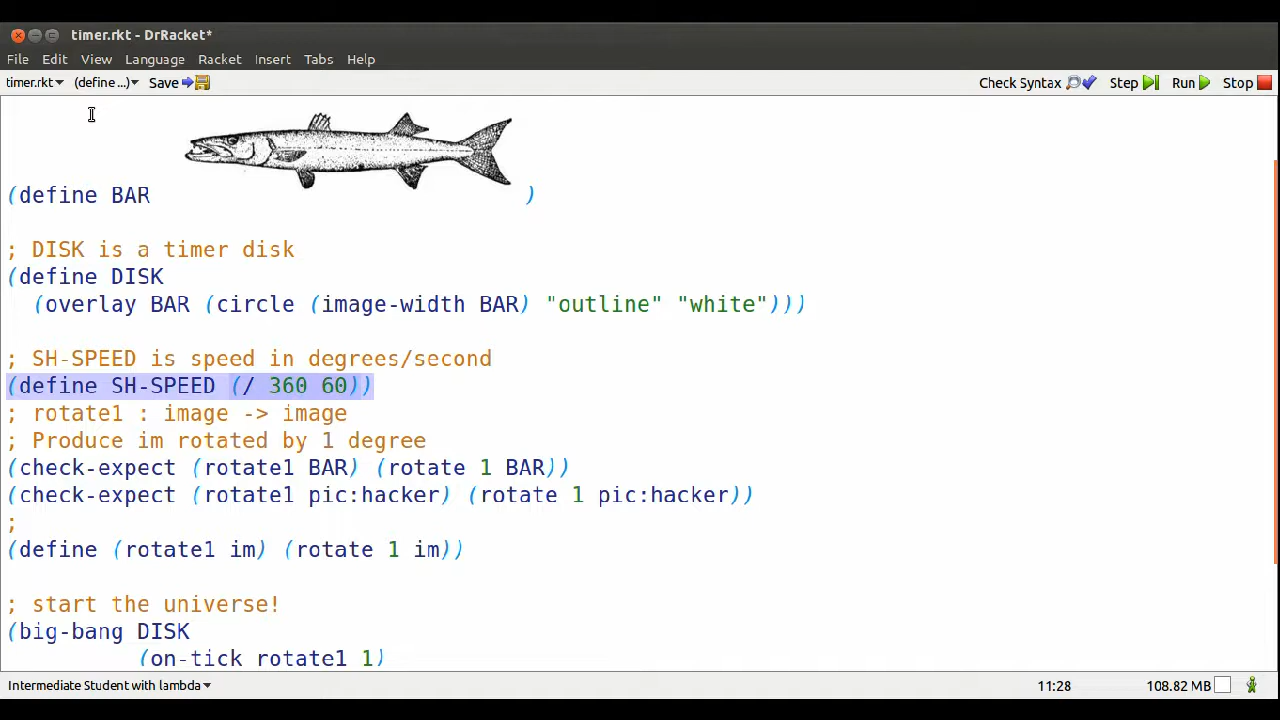 timer.rkt - DrRacket*
File Edit View Language Racket Insert Tabs Help
timer.rkt (define ...) Save Check Syntax Step Run Stop
(define BAR )
; DISK is a timer disk
(define DISK
(overlay BAR (circle (image-width BAR) "outline" "white")))
; SH-SPEED is speed in degrees/second
(define SH-SPEED (/ 360 60))
; rotate1 : image -> image
; Produce im rotated by 1 degree
(check-expect (rotate1 BAR) (rotate 1 BAR))
(check-expect (rotate1 pic:hacker) (rotate 1 pic:hacker))
;
(define (rotate1 im) (rotate 1 im))
; start the universe!
(big-bang DISK
(on-tick rotate1 1)
Intermediate Student with lambda 11:28 108.82 MB